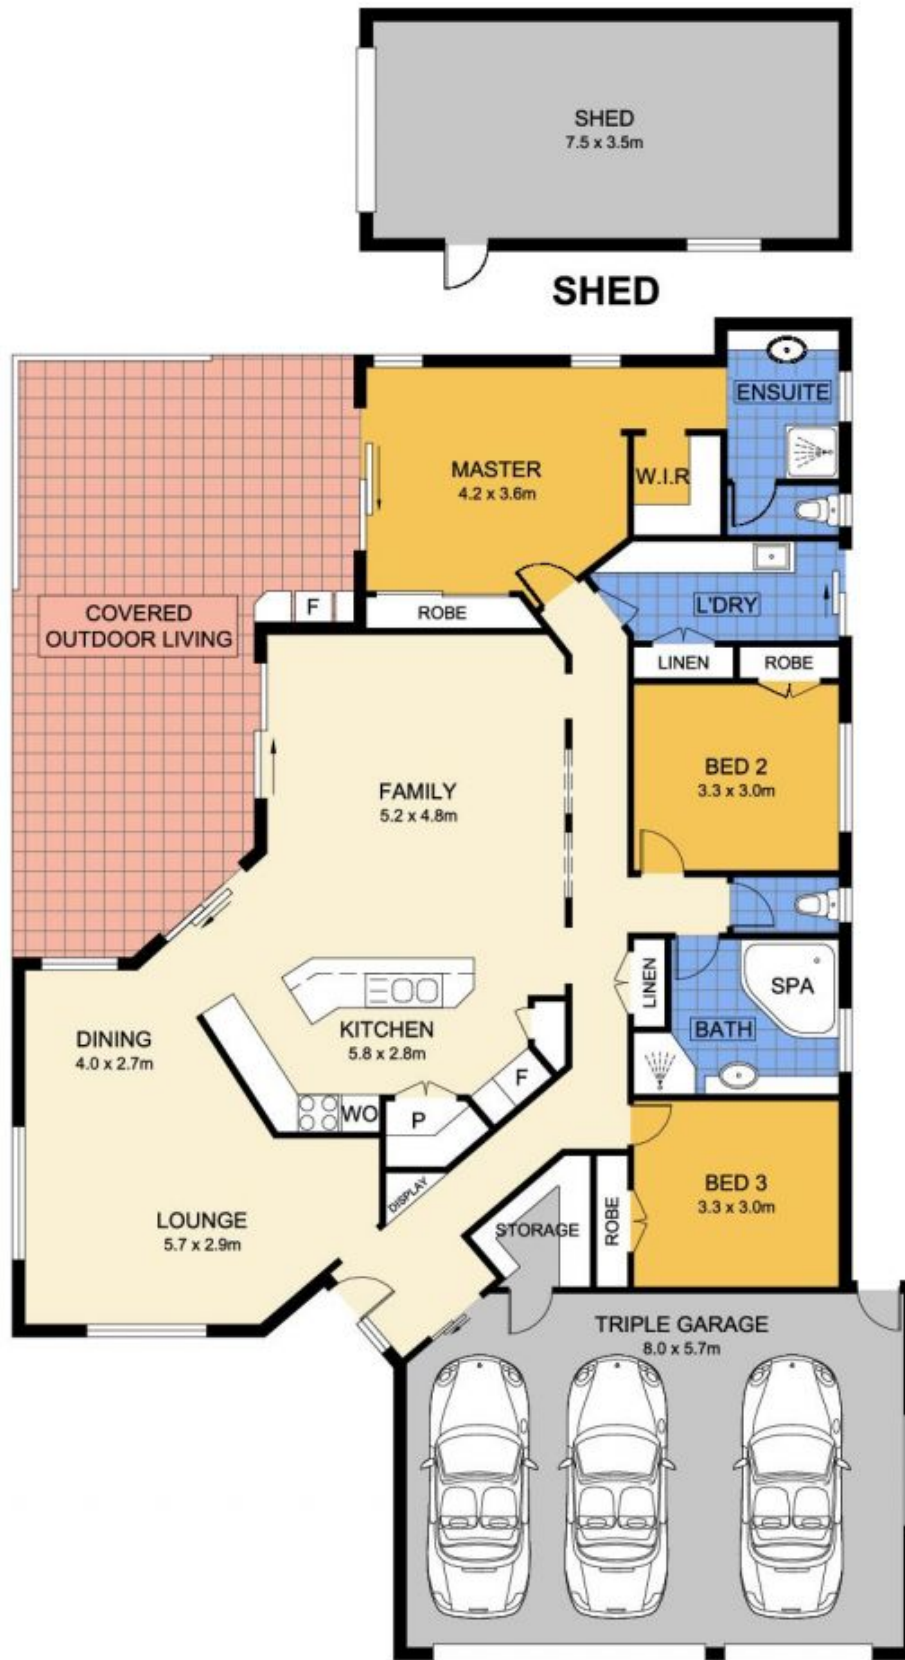 SHED
7.5 x 3.5m
SHED
ENSUITE
MASTER
4.2 x 3.6m
W.I.R
COVERED
OUTDOOR LIVING
F
ROBE
L'DRY
LINEN
ROBE
FAMILY
5.2 x 4.8m
BED 2
3.3 x 3.0m
DINING
4.0 x 2.7m
KITCHEN
5.8 x 2.8m
LINEN
SPA
BATH
F
WO
P
DISPLAY
LOUNGE
5.7 x 2.9m
STORAGE
ROBE
BED 3
3.3 x 3.0m
TRIPLE GARAGE
8.0 x 5.7m